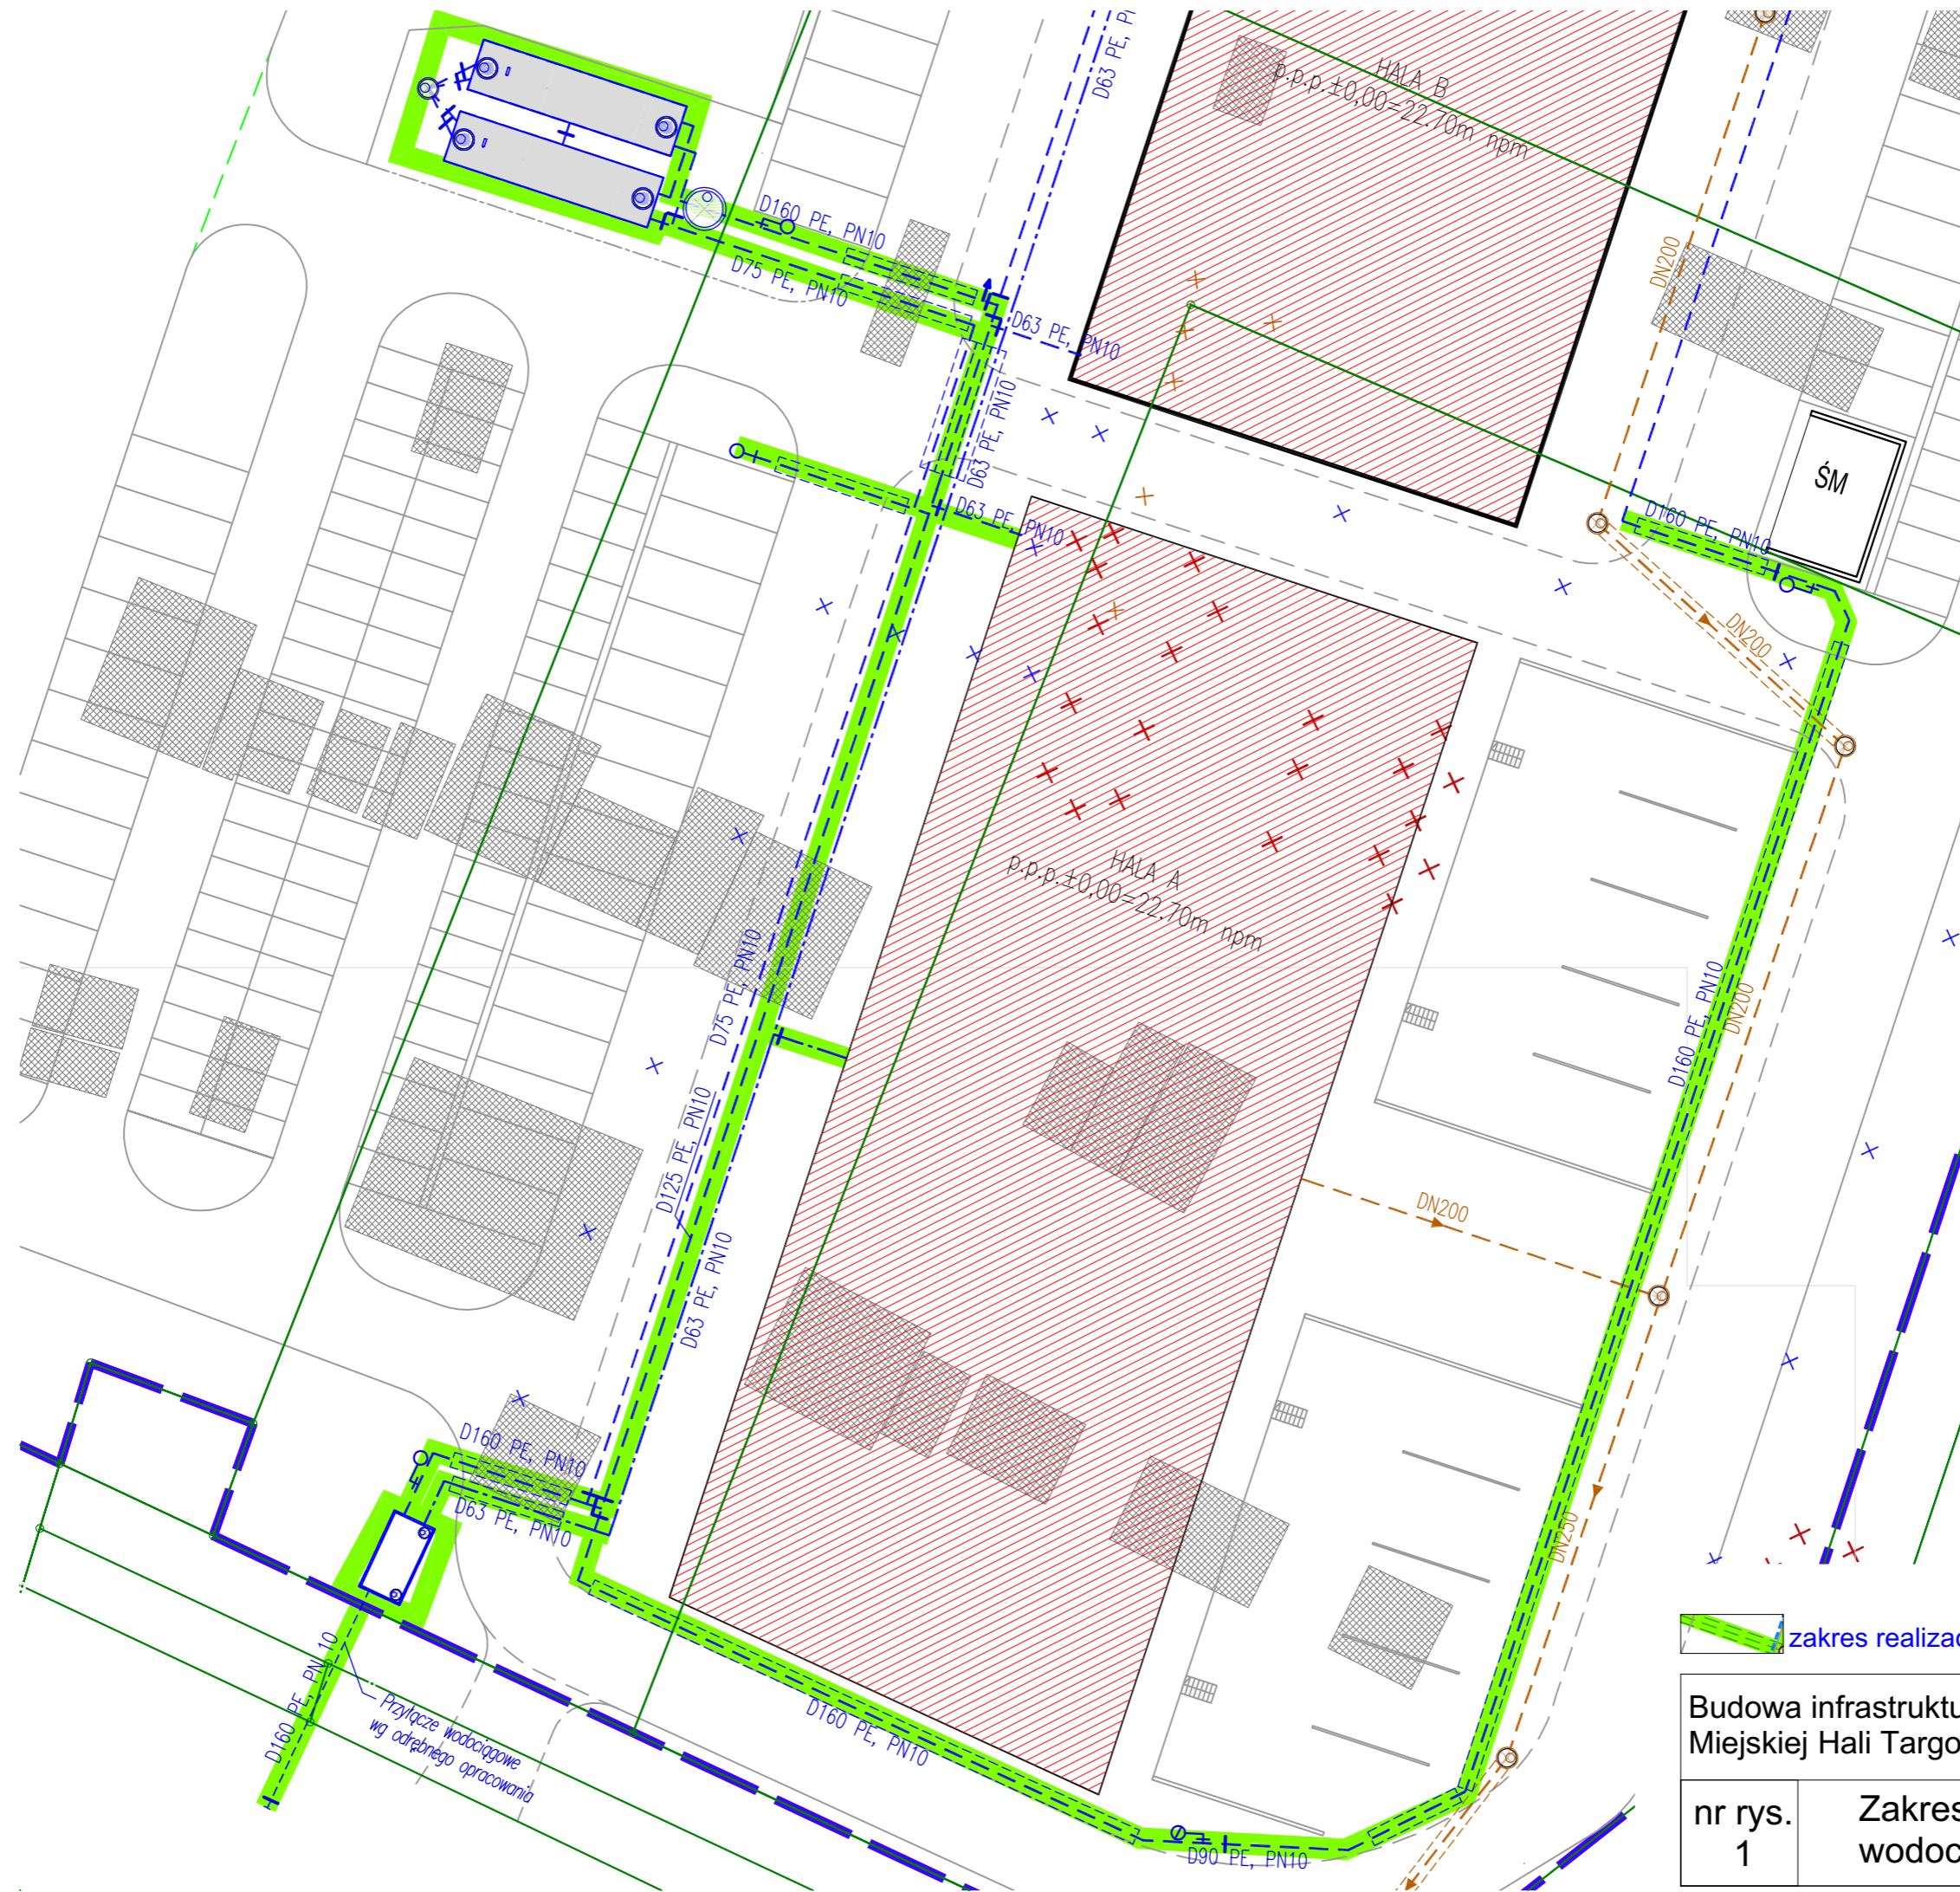 D63 PE, 
HALA B
p.p.p.±0,00=22.70m npm
D160 PE, PN10
D75 PE, PN10
D63 PE, PN10
D63 PE, PN10
D63 PE, PN10
DN200
ŚM
D160 PE, PN10
DN200
HALA A
p.p.p.±0,00=22.70m npm
D75 PE, PN10
D160 PE, PN10
DN200
D125 PE, PN10
DN200
D63 PE, PN10
D160 PE, PN10
D63 PE, PN10
DN250
D160 PE, PN10
Przyłącze wodociągowe
wg odrębnego opracowania
D160 PE, PN10
D90 PE, PN10
zakres realizac
Budowa infrastruktu
Miejskiej Hali Targo
nr rys.
1
Zakres
wodoc